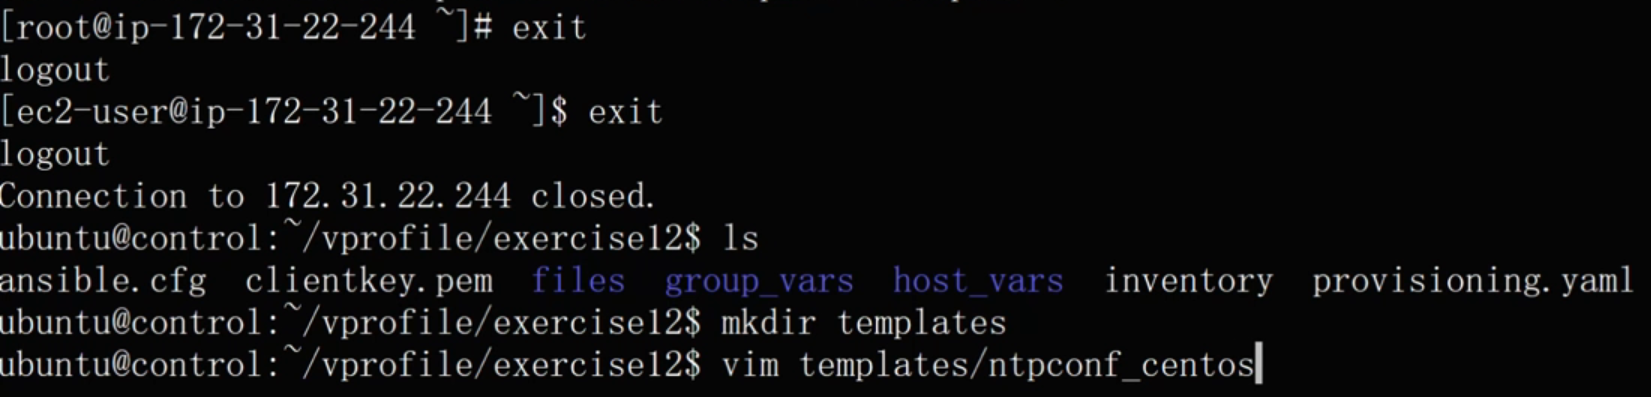 [root@ip-172-31-22-244 ~]# exit
logout
[ec2-user@ip-172-31-22-244 ~]$ exit
logout
Connection to 172.31.22.244 closed.
ubuntu@control:~/vprofile/exercise12$ ls
ansible.cfg clientkey.pem files group_vars host_vars inventory provisioning.yaml
ubuntu@control:~/vprofile/exercise12$ mkdir templates
ubuntu@control:~/vprofile/exercise12$ vim templates/ntpconf_centos